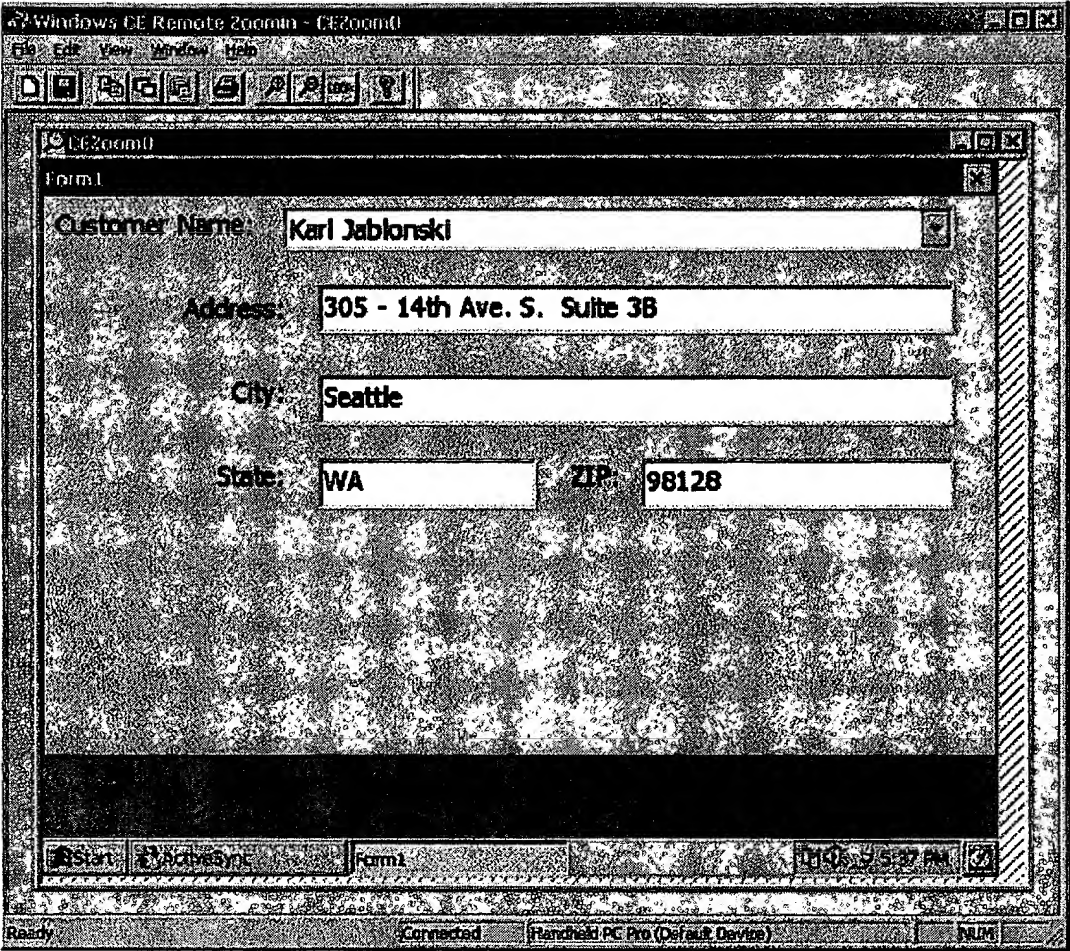 Windows CE Remote Zoomin - CEZoom0
File Edit View Window Help
CEZoom0
Form1
Customer Name: Karl Jablonski
Address: 305 - 14th Ave. S. Suite 3B
City: Seattle
State: WA ZIP: 98128
Start ActiveSync Form1 5:37 PM
Ready Connected Handheld PC Pro (Default Device) NUM